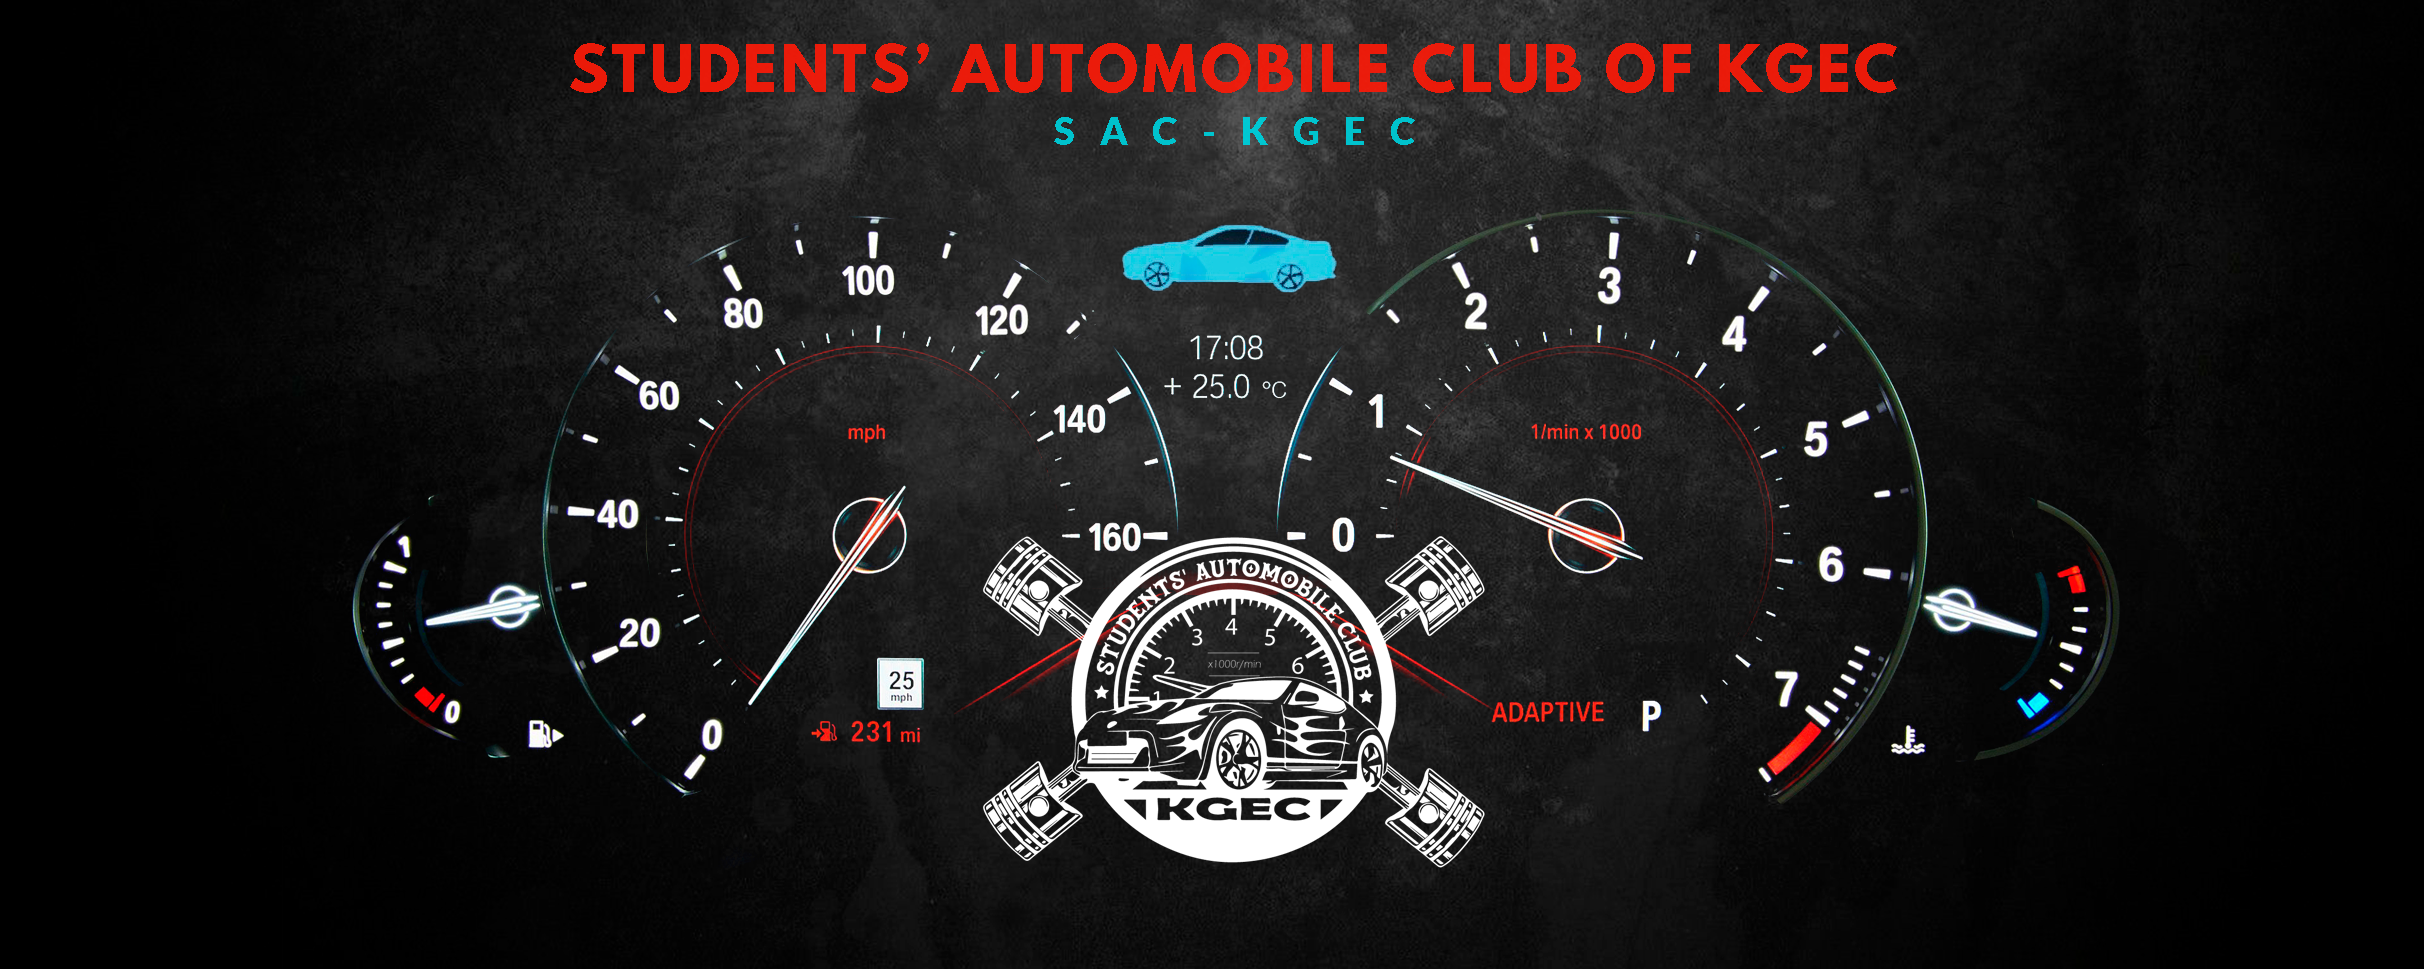 STUDENTS’ AUTOMOBILE CLUB OF KGEC
SAC-KGEC
0
20
40
60
80
100
120
140
160
mph
25
mph
231 mi
1
0
17:08
+ 25.0 °C
0
1
2
3
4
5
6
7
1/min x 1000
ADAPTIVE
P
STUDENTS' AUTOMOBILE CLUB
1
2
3
4
5
6
x1000r/min
KGEC